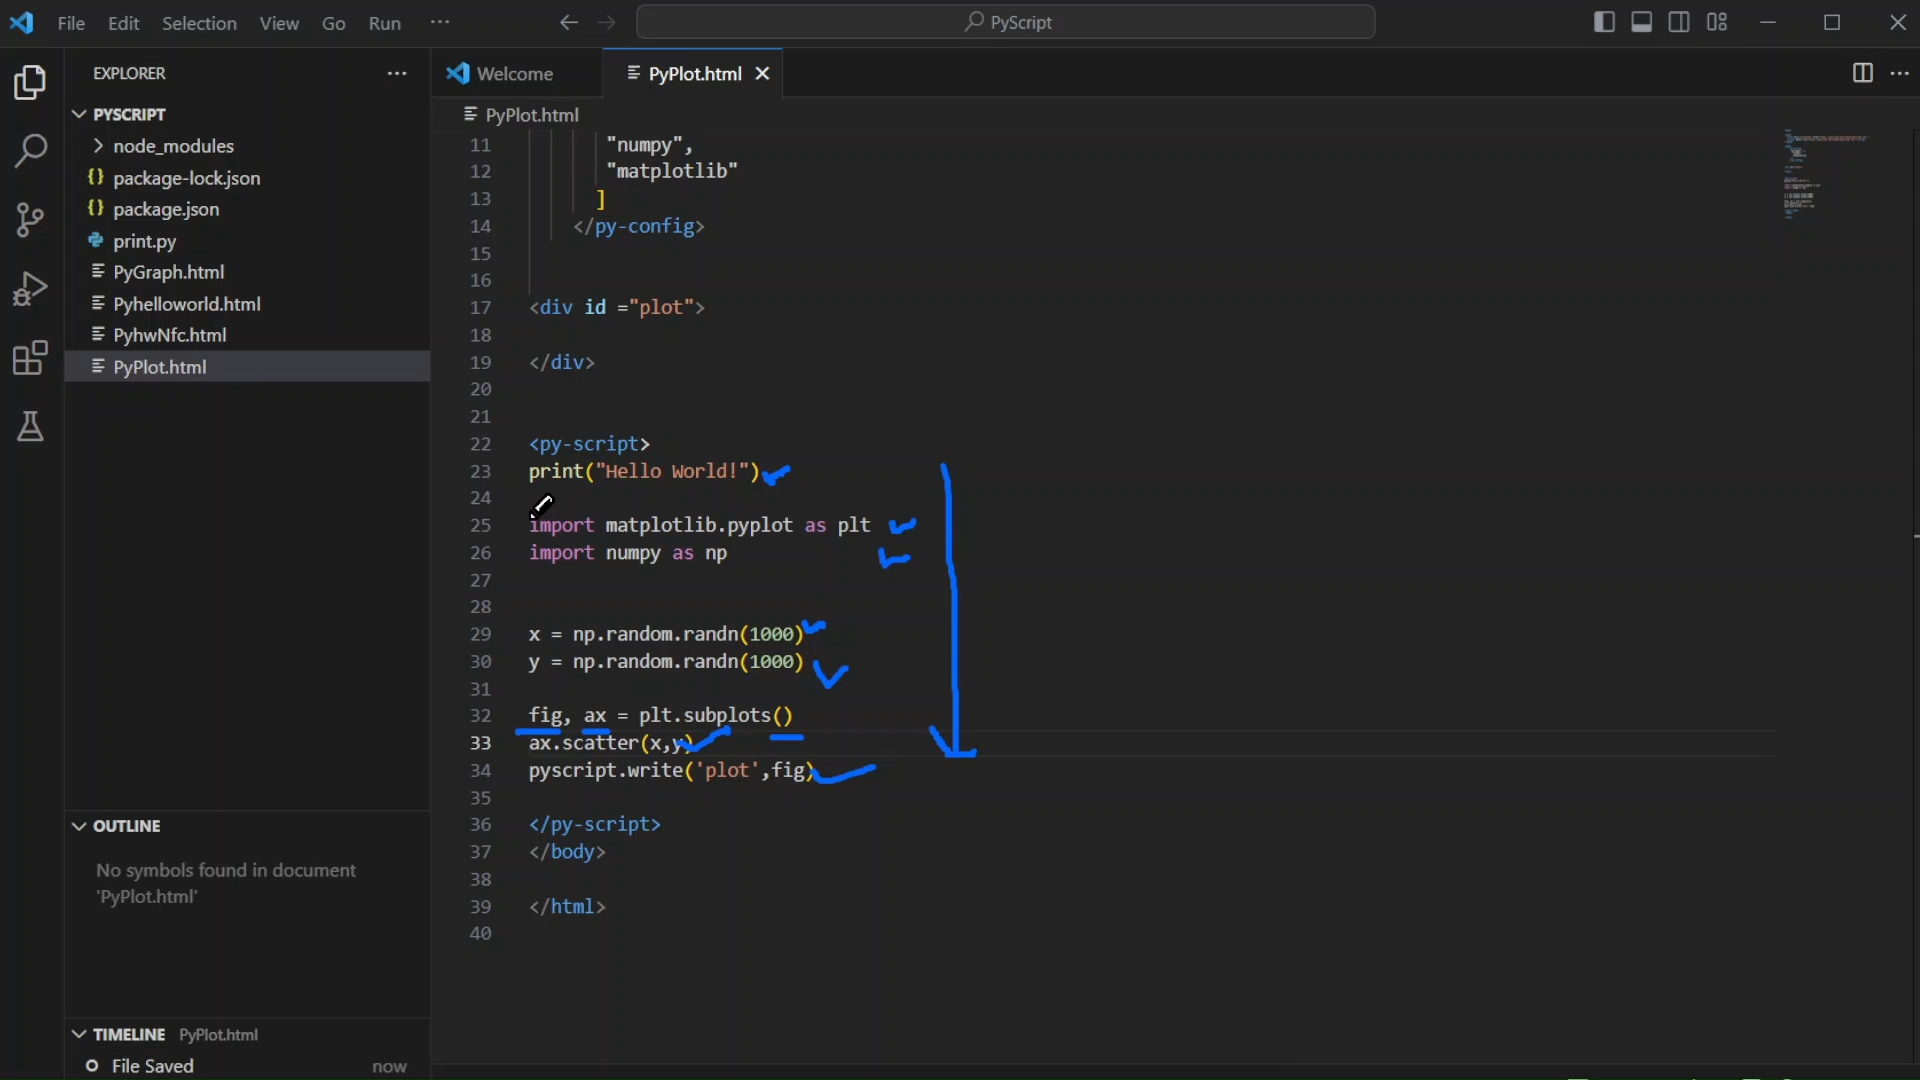 File Edit Selection View Go Run ···
PyScript
EXPLORER
PYSCRIPT
node_modules
{} package-lock.json
{} package.json
print.py
PyGraph.html
Pyhelloworld.html
PyhwNfc.html
PyPlot.html
OUTLINE
No symbols found in document
'PyPlot.html'
TIMELINE PyPlot.html
File Saved now
Welcome PyPlot.html
PyPlot.html
11 "numpy",
12 "matplotlib"
13 ]
14 </py-config>
15
16
17 <div id ="plot">
18
19 </div>
20
21
22 <py-script>
23 print("Hello World!")
24
25 import matplotlib.pyplot as plt
26 import numpy as np
27
28
29 x = np.random.randn(1000)
30 y = np.random.randn(1000)
31
32 fig, ax = plt.subplots()
33 ax.scatter(x,y)
34 pyscript.write('plot',fig)
35
36 </py-script>
37 </body>
38
39 </html>
40